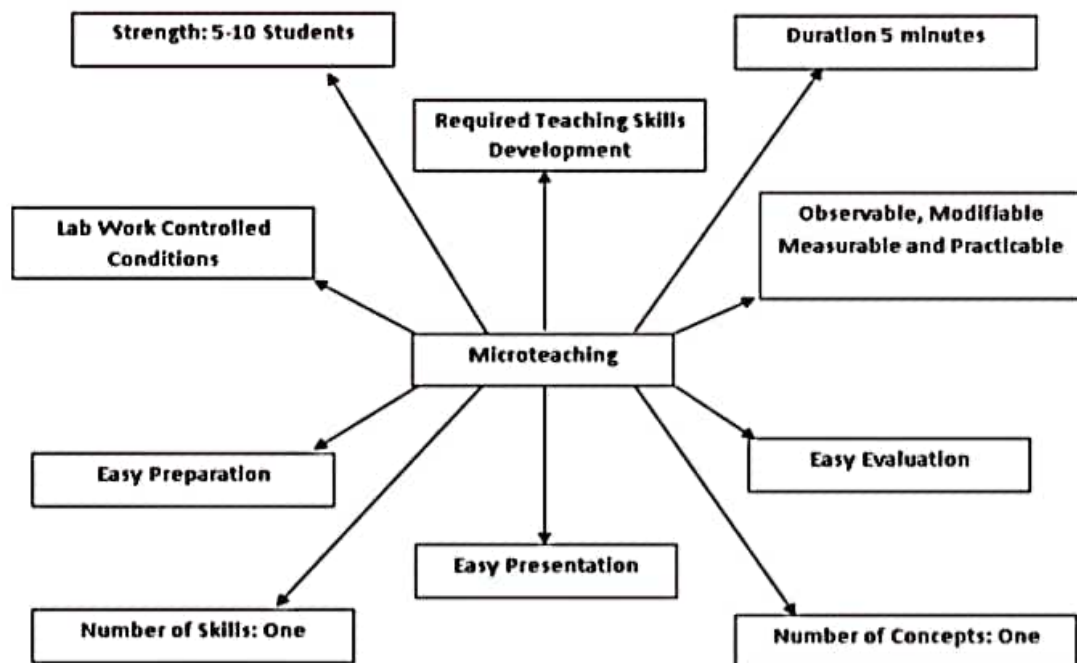 Strength: 5-10 Students
Duration 5 minutes
Required Teaching Skills
Development
Lab Work Controlled
Conditions
Observable, Modifiable
Measurable and Practicable
Microteaching
Easy Preparation
Easy Evaluation
Easy Presentation
Number of Skills: One
Number of Concepts: One